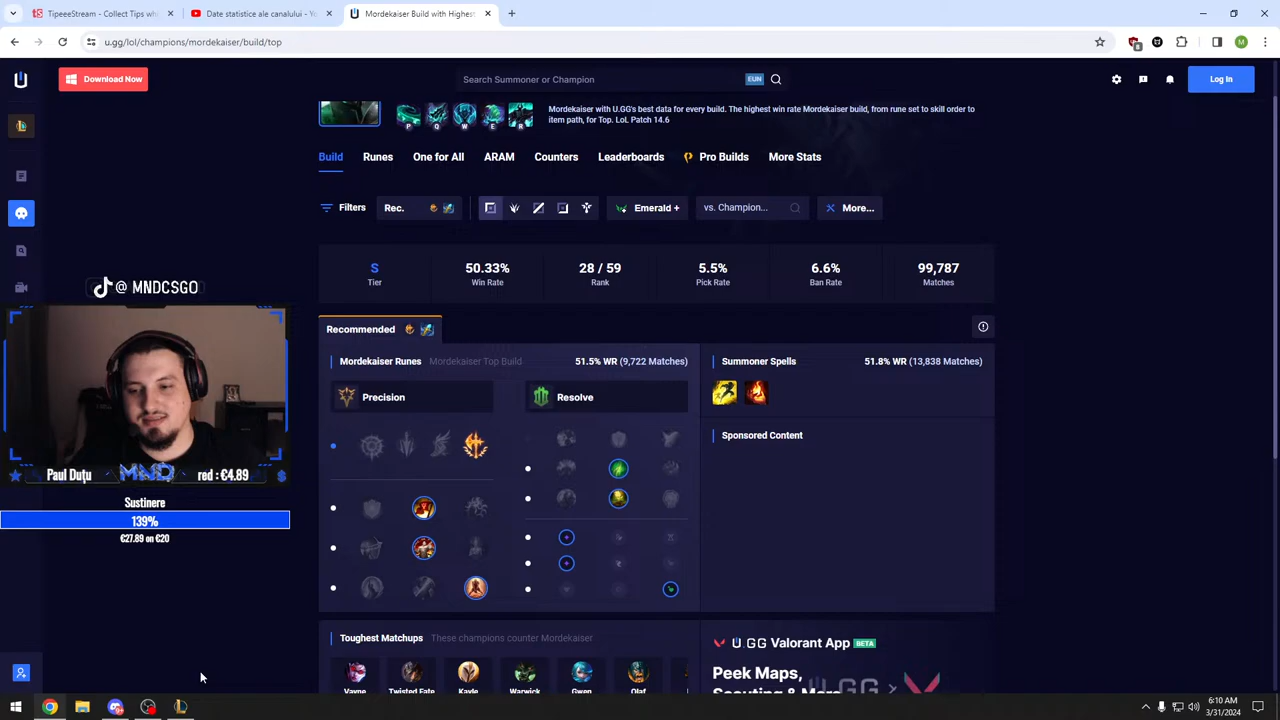 TipeeeStream - Collect Tips wh
Date statistice ale canalului - Yo
Mordekaiser Build with Highes
u.gg/lol/champions/mordekaiser/build/top
M
Download Now
Search Summoner or Champion
EUN
Log In
P Q W E R
Mordekaiser with U.GG's best data for every build. The highest win rate Mordekaiser build, from rune set to skill order to
item path, for Top. LoL Patch 14.6
Build Runes One for All ARAM Counters Leaderboards Pro Builds More Stats
Filters Rec. Emerald + vs. Champion... More...
S 50.33% 28 / 59 5.5% 6.6% 99,787
Tier Win Rate Rank Pick Rate Ban Rate Matches
@ MNDCSGO
Recommended
Mordekaiser Runes Mordekaiser Top Build 51.5% WR (9,722 Matches)
Summoner Spells 51.8% WR (13,838 Matches)
Precision
Resolve
Sponsored Content
Paul Duțu MND red : €4.89
Sustinere
139%
€27.89 on €20
Toughest Matchups These champions counter Mordekaiser
U.GG Valorant App BETA
Peek Maps,
Scouting & More
Vayne Twisted Fate Kayle Warwick Gwen Olaf
6:10 AM
3/31/2024